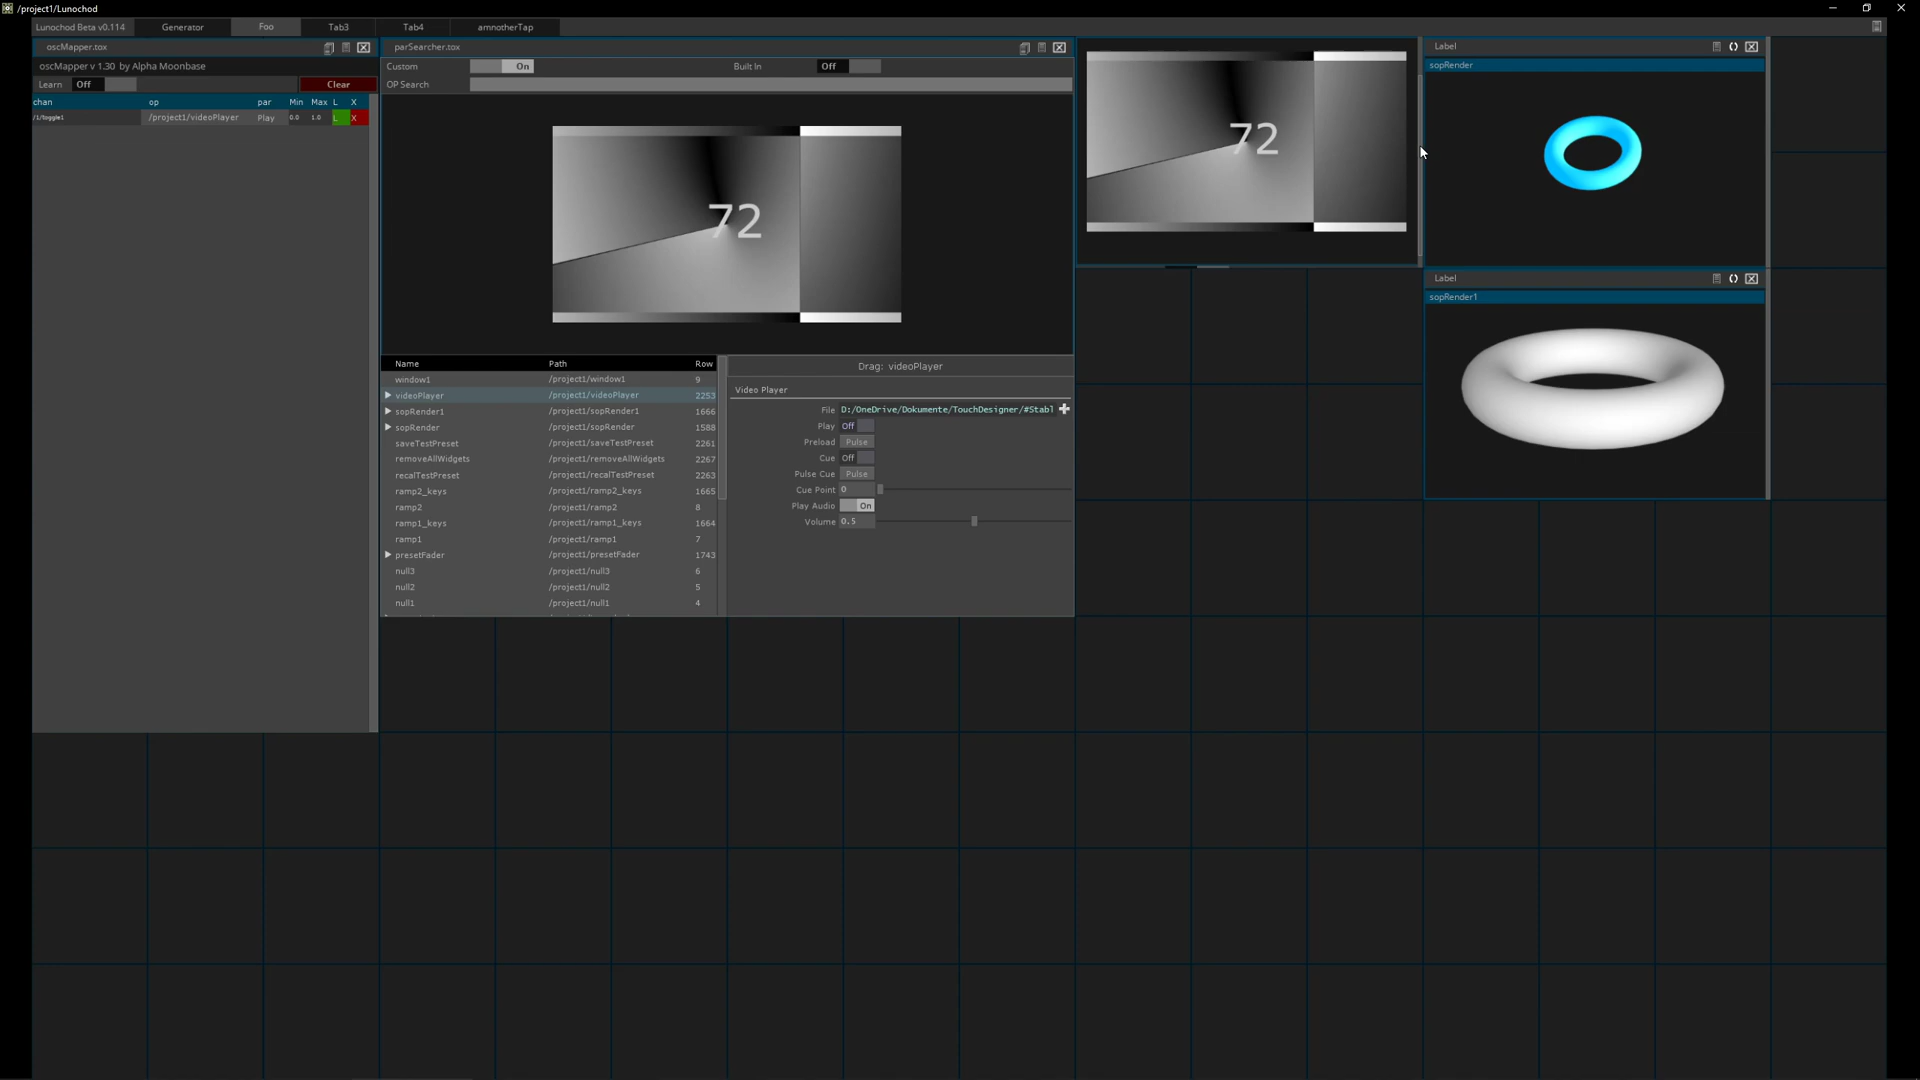 /project1/Lunochod
Lunochod Beta v0.114 Generator Foo Tab3 Tab4 amnotherTap
oscMapper.tox
oscMapper v 1.30 by Alpha Moonbase
Learn Off Clear
chan op par Min Max L X
/1/toggle1 /project1/videoPlayer Play 0.0 1.0 L X
parSearcher.tox
Custom On Built In Off
OP Search
72
Name Path Row
window1 /project1/window1 9
videoPlayer /project1/videoPlayer 2253
sopRender1 /project1/sopRender1 1666
sopRender /project1/sopRender 1588
saveTestPreset /project1/saveTestPreset 2261
removeAllWidgets /project1/removeAllWidgets 2267
recalTestPreset /project1/recalTestPreset 2263
ramp2_keys /project1/ramp2_keys 1665
ramp2 /project1/ramp2 8
ramp1_keys /project1/ramp1_keys 1664
ramp1 /project1/ramp1 7
presetFader /project1/presetFader 1743
null3 /project1/null3 6
null2 /project1/null2 5
null1 /project1/null1 4
Drag: videoPlayer
Video Player
File D:/OneDrive/Dokumente/TouchDesigner/#Stabl
Play Off
Preload Pulse
Cue Off
Pulse Cue Pulse
Cue Point 0
Play Audio On
Volume 0.5
72
Label
sopRender
Label
sopRender1